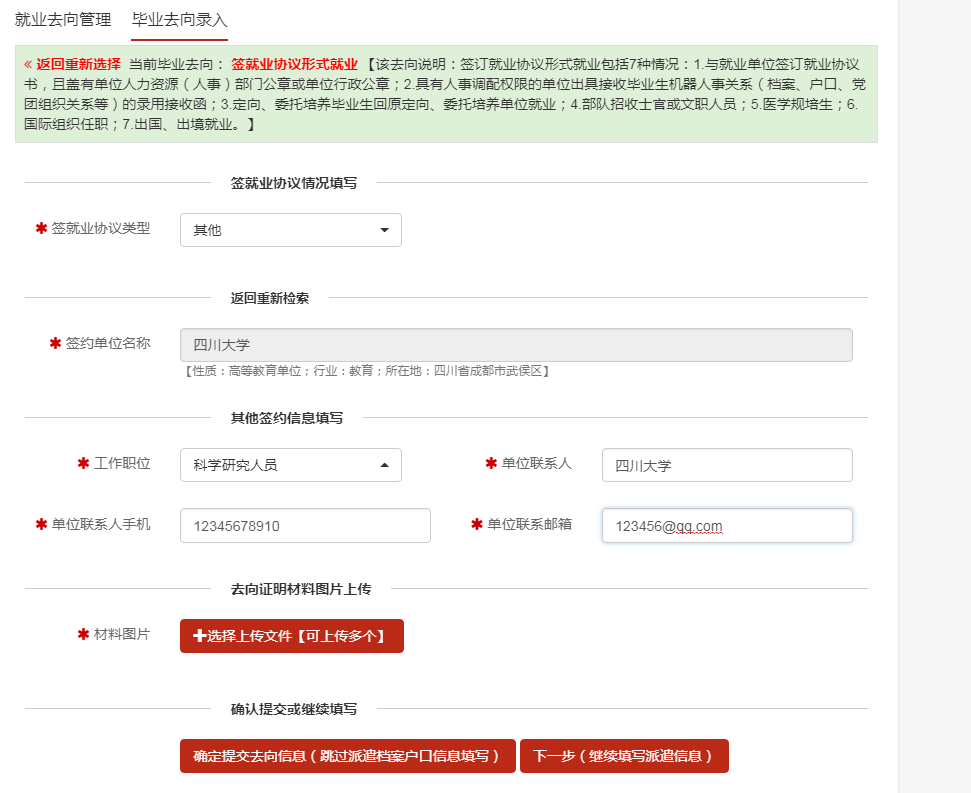 就业去向管理 毕业去向录入
« 返回重新选择 当前毕业去向： 签就业协议形式就业 【该去向说明：签订就业协议形式就业包括7种情况：1.与就业单位签订就业协议
书，且盖有单位人力资源（人事）部门公章或单位行政公章；2.具有人事调配权限的单位出具接收毕业生机器人事关系（档案、户口、党
团组织关系等）的录用接收函；3.定向、委托培养毕业生回原定向、委托培养单位就业；4.部队招收士官或文职人员；5.医学规培生；6.
国际组织任职；7.出国、出境就业。】
签就业协议情况填写
✱ 签就业协议类型 其他
返回重新检索
✱ 签约单位名称 四川大学
【性质：高等教育单位；行业：教育；所在地：四川省成都市武侯区】
其他签约信息填写
✱ 工作职位 科学研究人员 ✱ 单位联系人 四川大学
✱ 单位联系人手机 12345678910 ✱ 单位联系邮箱 123456@qq.com
去向证明材料图片上传
✱ 材料图片 ✚选择上传文件【可上传多个】
确认提交或继续填写
确定提交去向信息（跳过派遣档案户口信息填写） 下一步（继续填写派遣信息）